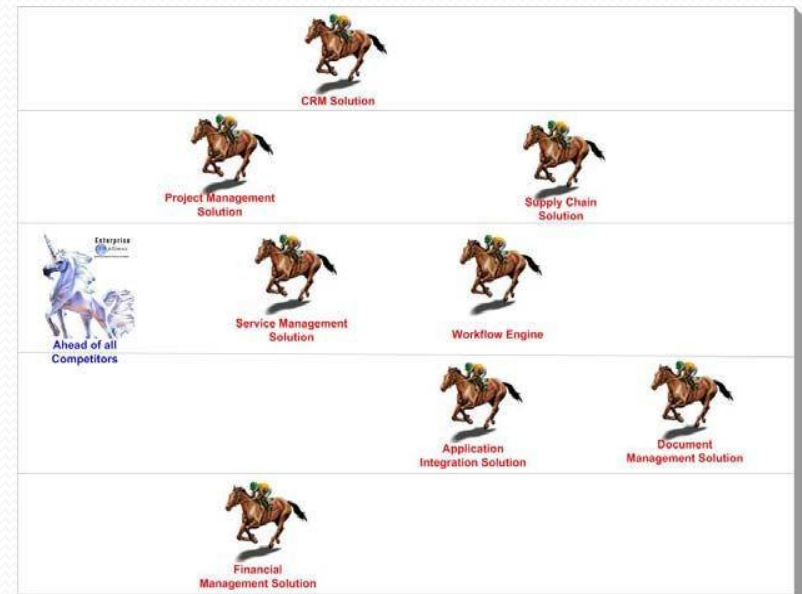 CRM Solution
Project Management
Solution
Supply Chain
Solution
Enterprise
Service Management
Solution
Workflow Engine
Ahead of all
Competitors
Application
Integration Solution
Document
Management Solution
Financial
Management Solution